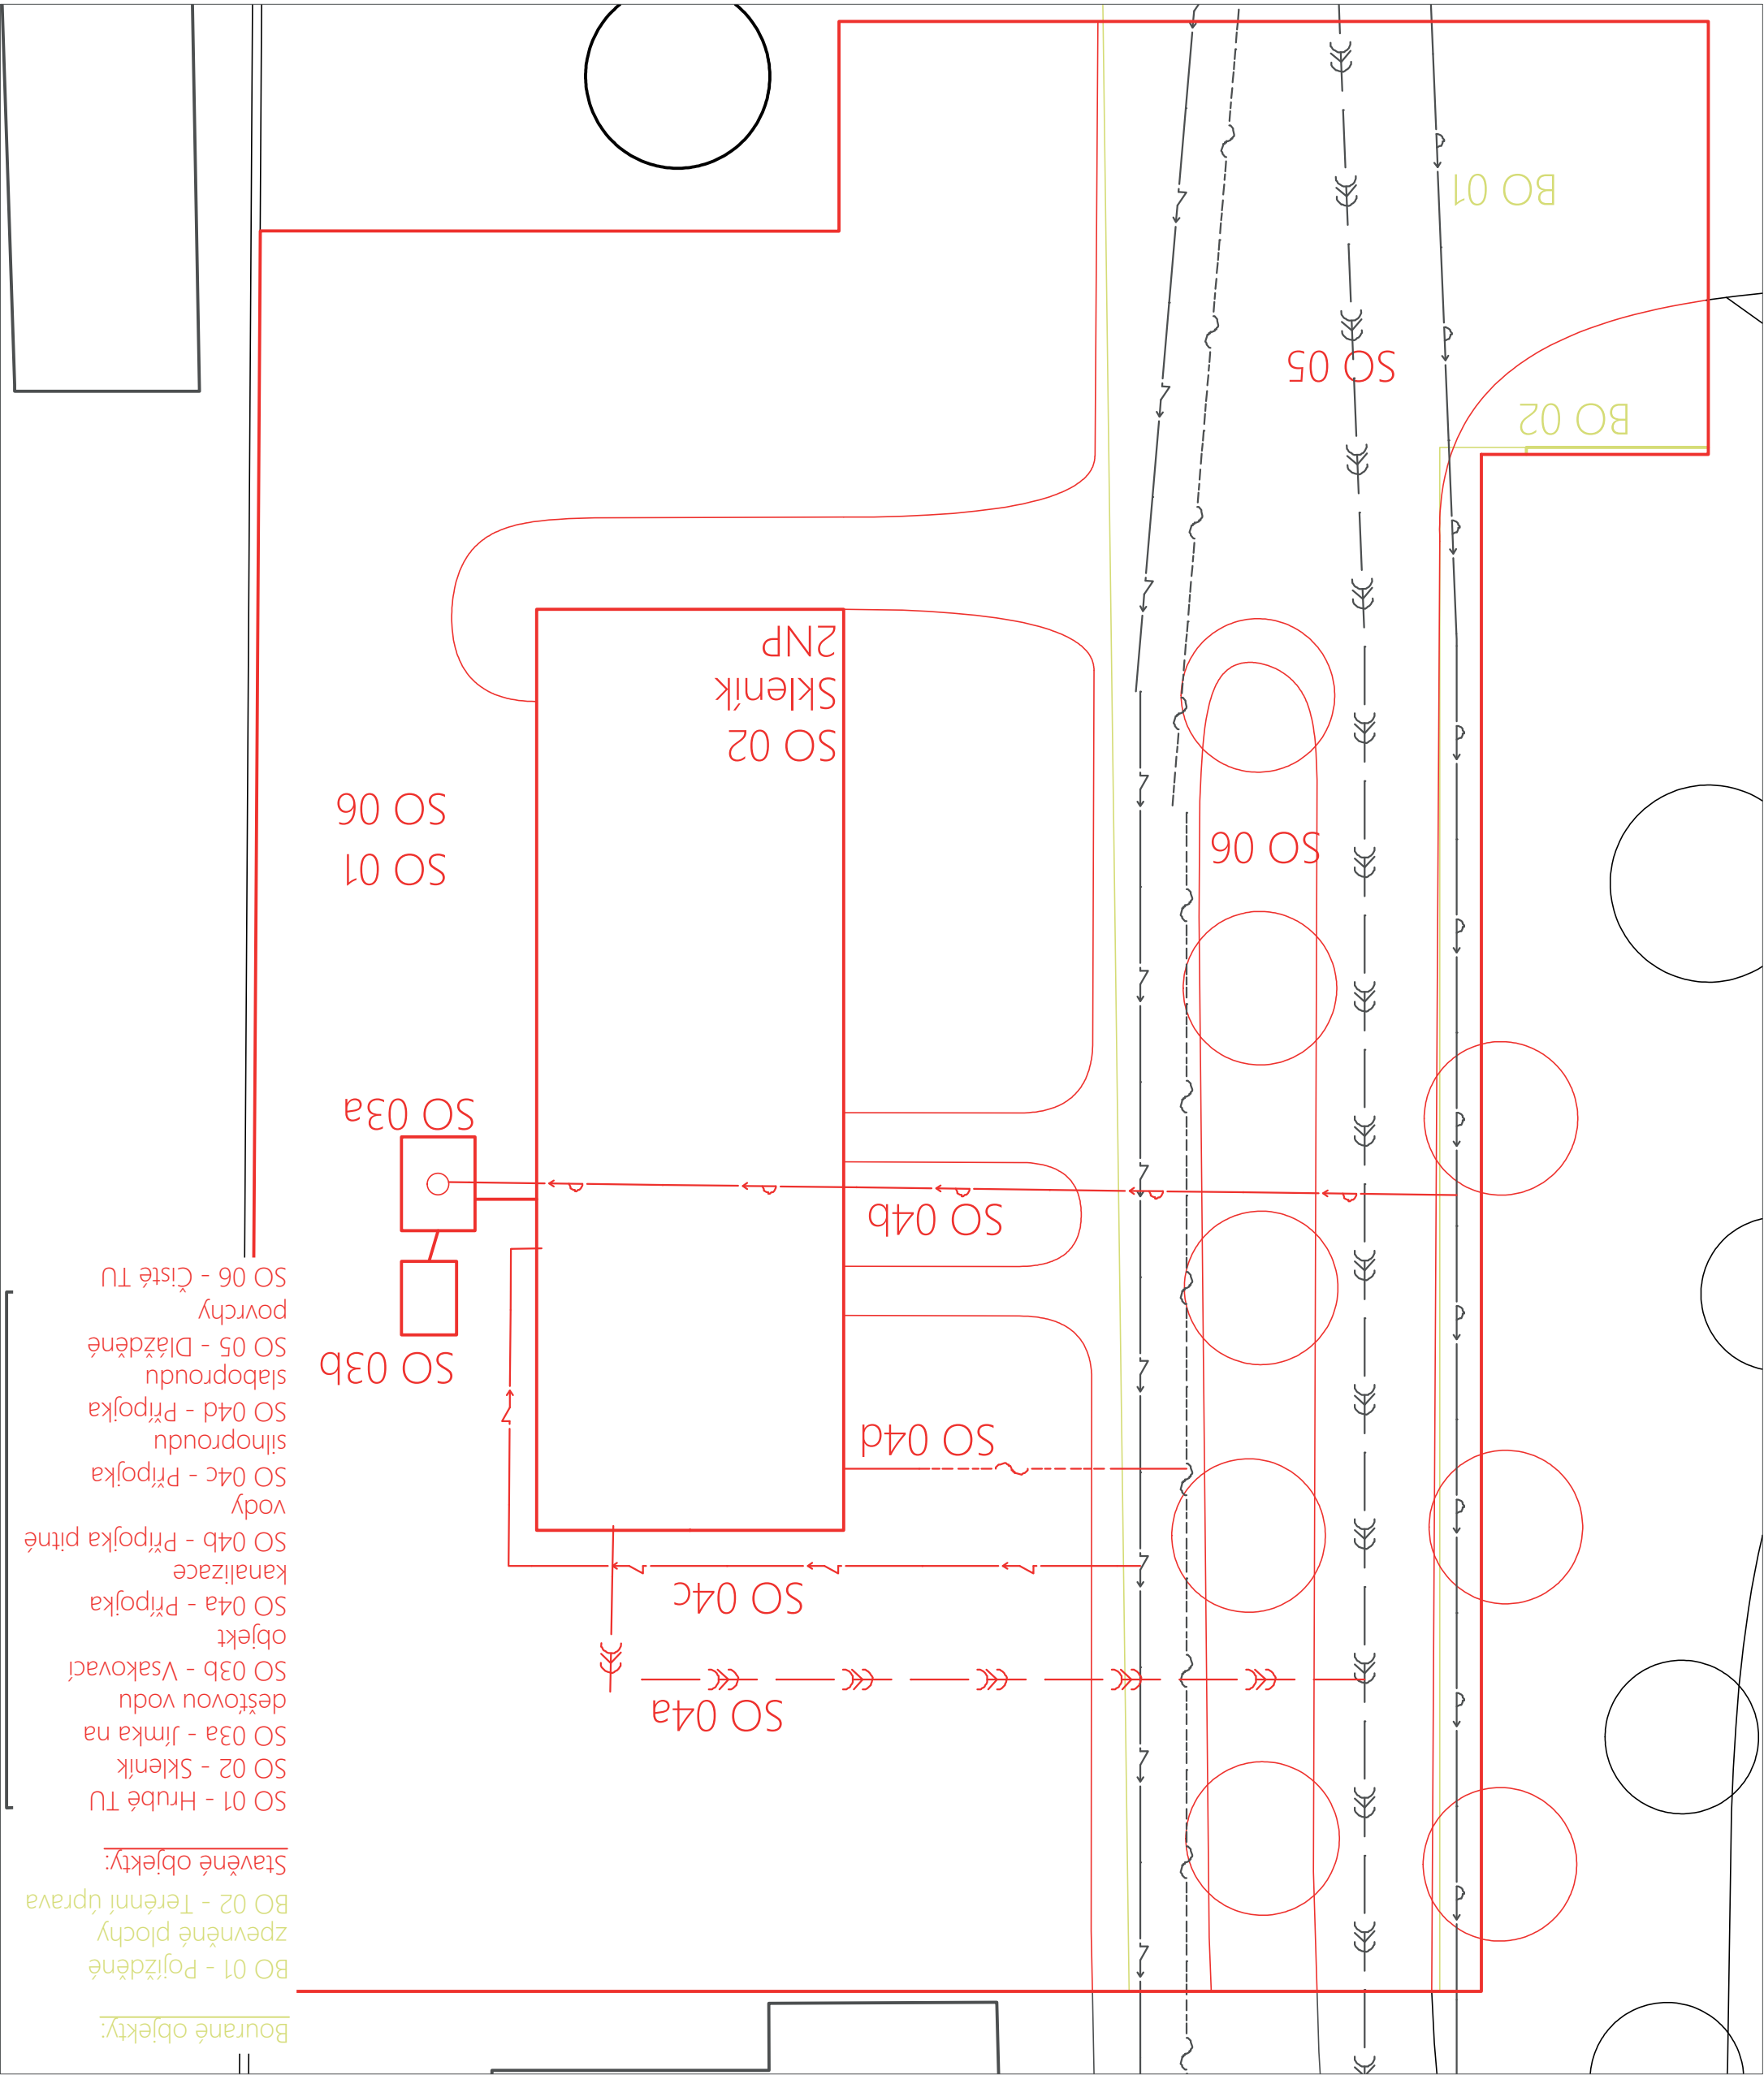 Bourané objekty:
BO 01 - Pojížděné
zpevněné plochy
BO 02 - Terénní úprava
Stavěné objekty:
SO 01 - Hrubé TU
SO 02 - Skleník
SO 03a - Jímka na
dešťovou vodu
SO 03b - Vsakovací
objekt
SO 04a - Přípojka
kanalizace
SO 04b - Přípojka pitné
vody
SO 04c - Přípojka
silnoproudu
SO 04d - Přípojka
slaboproudu
SO 05 - Dlážděné
povrchy
SO 06 - Čisté TU
SO 04a
SO 04c
SO 04d
SO 03b
SO 04b
SO 03a
SO 01
SO 06
SO 06
SO 02
Skleník
2NP
BO 02
SO 05
BO 01